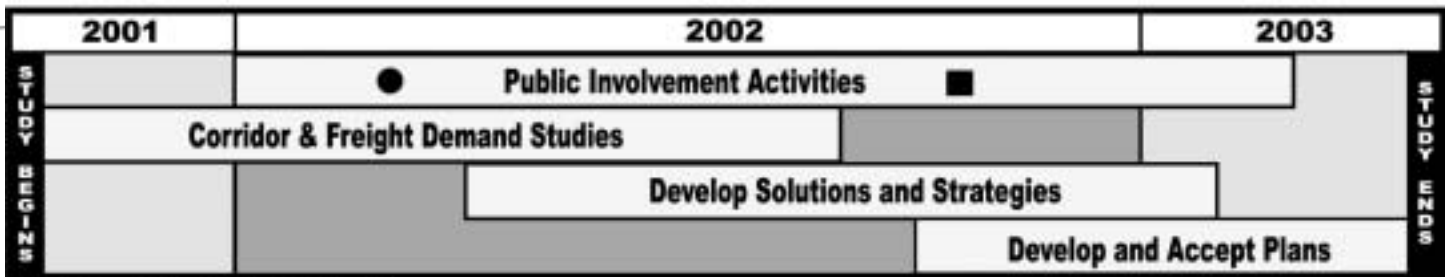 2001 2002 2003
STUDY BEGINS
Public Involvement Activities
Corridor & Freight Demand Studies
Develop Solutions and Strategies
Develop and Accept Plans
STUDY ENDS